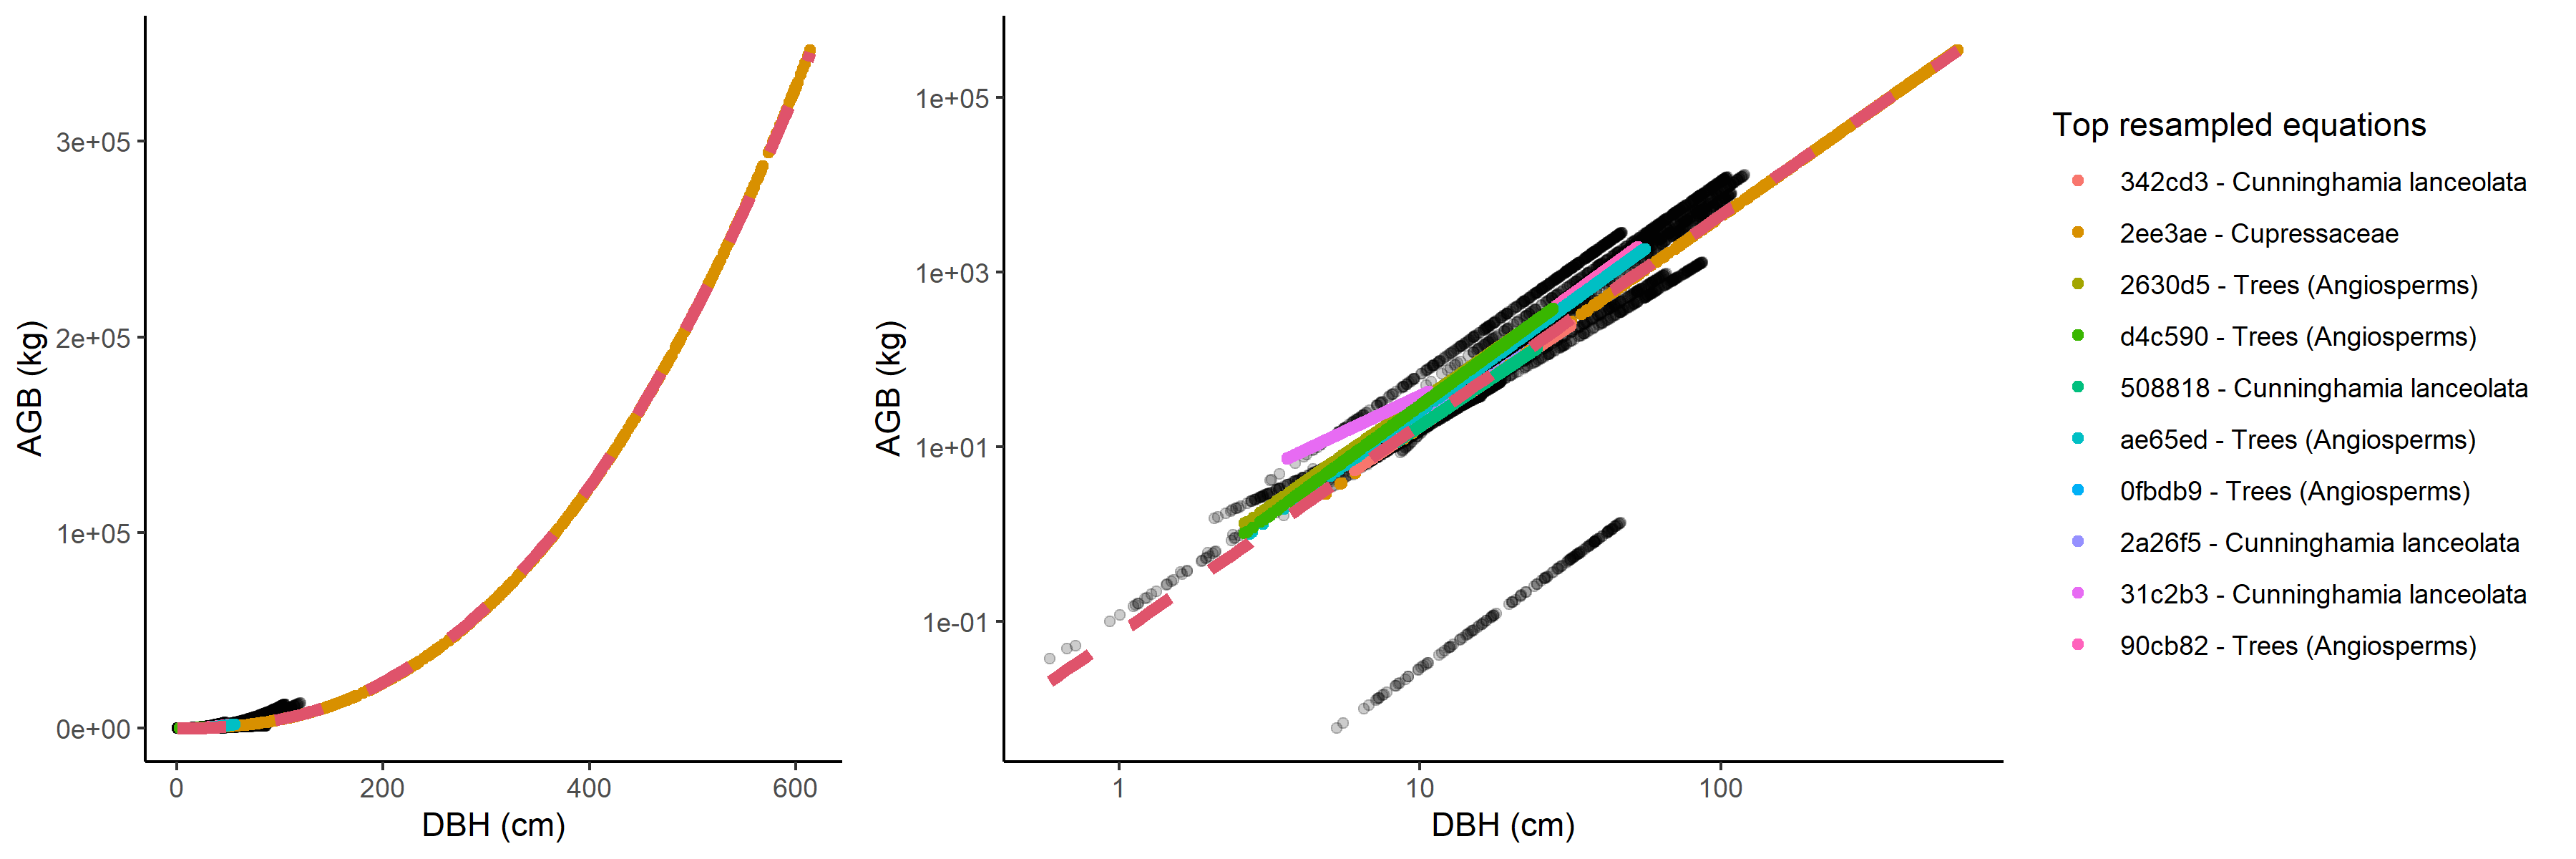 AGB (kg)
3e+05
2e+05
1e+05
0e+00
0
200
400
600
DBH (cm)
AGB (kg)
1e+05
1e+03
1e+01
1e-01
1
10
100
DBH (cm)
Top resampled equations
342cd3 - Cunninghamia lanceolata
2ee3ae - Cupressaceae
2630d5 - Trees (Angiosperms)
d4c590 - Trees (Angiosperms)
508818 - Cunninghamia lanceolata
ae65ed - Trees (Angiosperms)
0fbdb9 - Trees (Angiosperms)
2a26f5 - Cunninghamia lanceolata
31c2b3 - Cunninghamia lanceolata
90cb82 - Trees (Angiosperms)